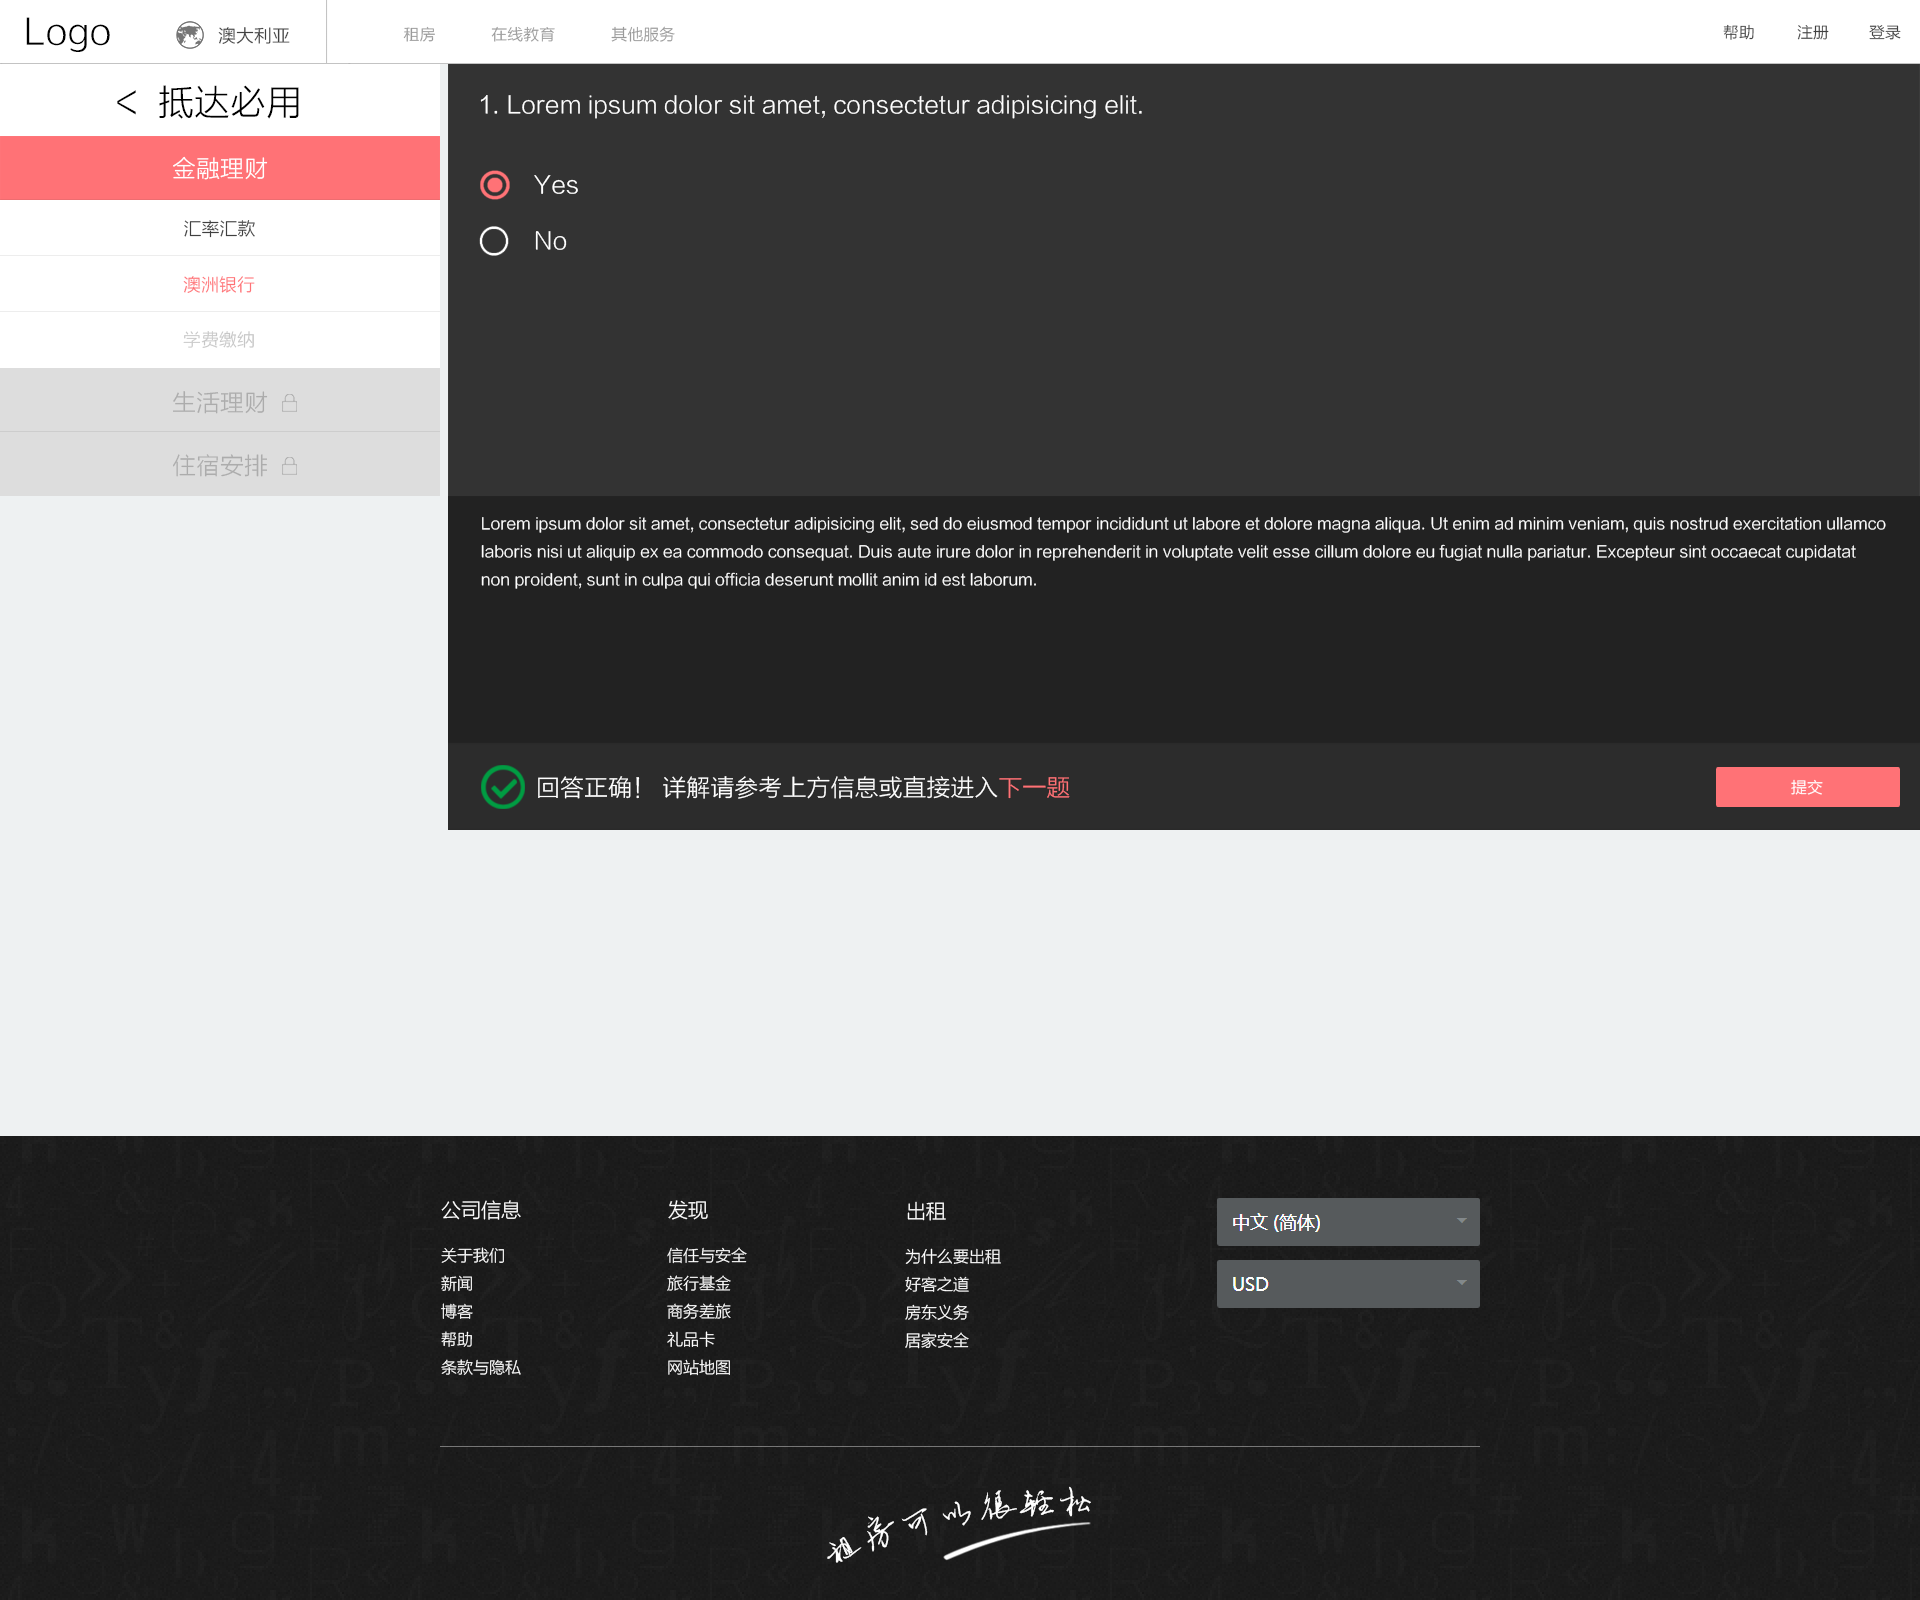 Logo
澳大利亚
租房
在线教育
其他服务
帮助
注册
登录
< 抵达必用
金融理财
汇率汇款
澳洲银行
学费缴纳
生活理财
住宿安排
1. Lorem ipsum dolor sit amet, consectetur adipisicing elit.
Yes
No
Lorem ipsum dolor sit amet, consectetur adipisicing elit, sed do eiusmod tempor incididunt ut labore et dolore magna aliqua. Ut enim ad minim veniam, quis nostrud exercitation ullamco
laboris nisi ut aliquip ex ea commodo consequat. Duis aute irure dolor in reprehenderit in voluptate velit esse cillum dolore eu fugiat nulla pariatur. Excepteur sint occaecat cupidatat
non proident, sunt in culpa qui officia deserunt mollit anim id est laborum.
回答正确！ 详解请参考上方信息或直接进入下一题
提交
公司信息
关于我们
新闻
博客
帮助
条款与隐私
发现
信任与安全
旅行基金
商务差旅
礼品卡
网站地图
出租
为什么要出租
好客之道
房东义务
居家安全
中文 (简体)
USD
租房可以很轻松